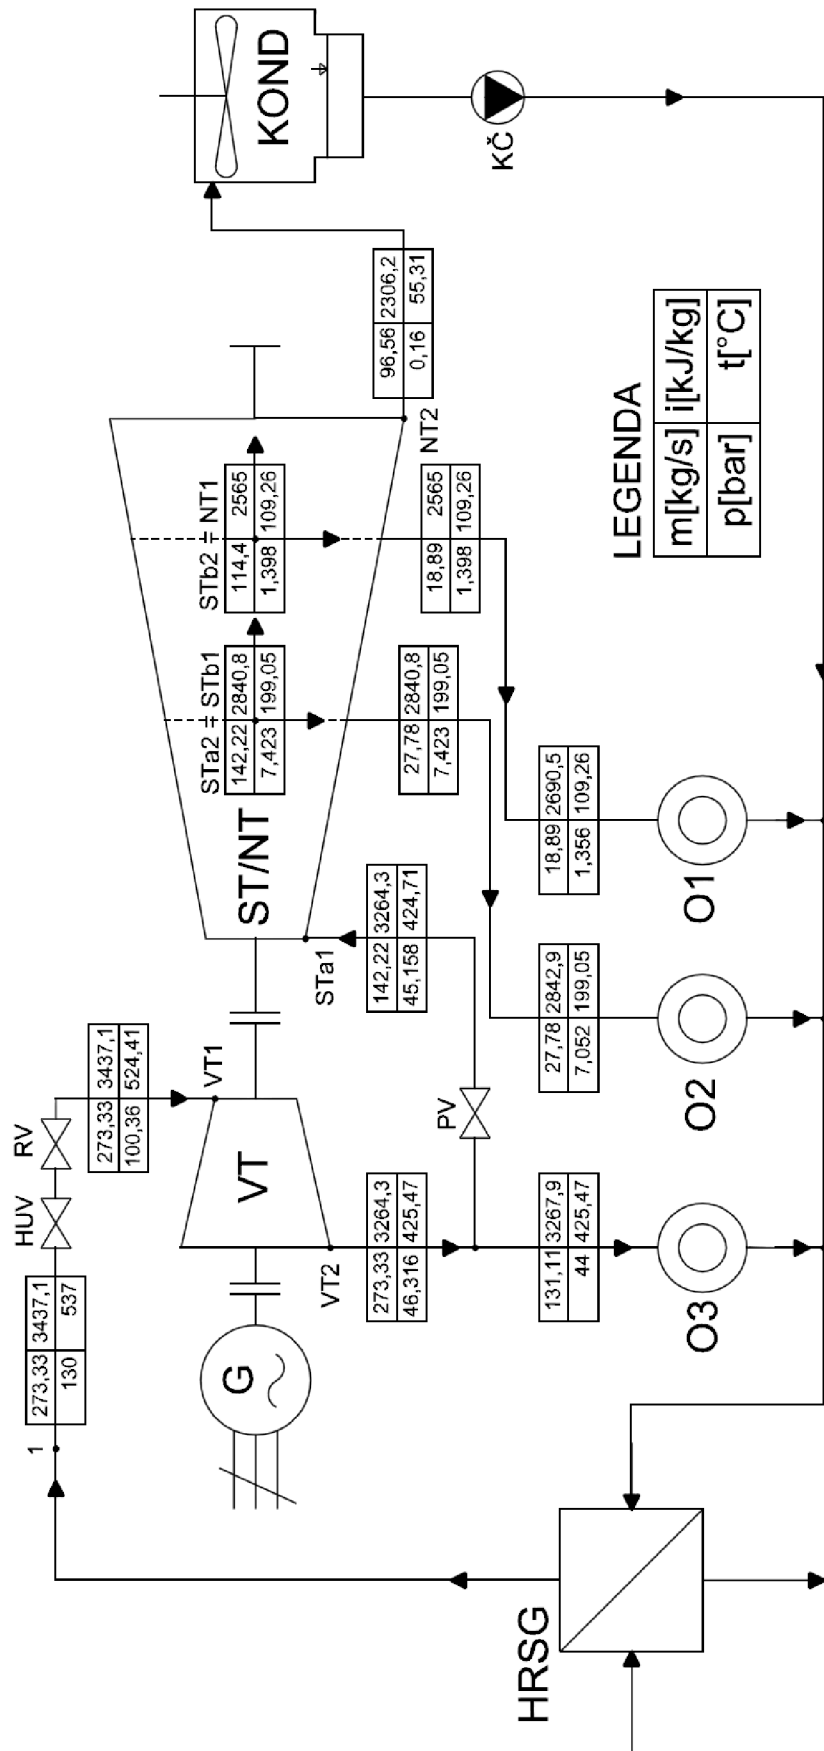 1
273,33 3437,1
130 537
HUV
RV
273,33 3437,1
100,36 524,41
VT1
G
VT
VT2
273,33 3264,3
46,316 425,47
PV
STa1
142,22 3264,3
45,158 424,71
ST/NT
STa2 = STb1
142,22 2840,8
7,423 199,05
STb2 = NT1
114,4 2565
1,398 109,26
27,78 2840,8
7,423 199,05
18,89 2565
1,398 109,26
NT2
96,56 2306,2
0,16 55,31
KOND
KČ
131,11 3267,9
44 425,47
27,78 2842,9
7,052 199,05
18,89 2690,5
1,356 109,26
O3
O2
O1
HRSG
LEGENDA
m[kg/s] i[kJ/kg]
p[bar] t[°C]